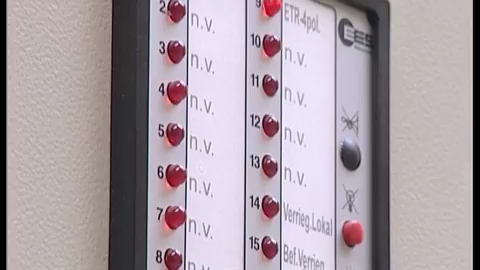 2 n.v.
3 n.v.
4 n.v.
5 n.v.
6 n.v.
7 n.v.
8 n.v.
9 ETR-4pol.
10 n.v.
11 n.v.
12 n.v.
13 n.v.
14 Verrieg.Lokal
15 Bef.Verrieg.
EES